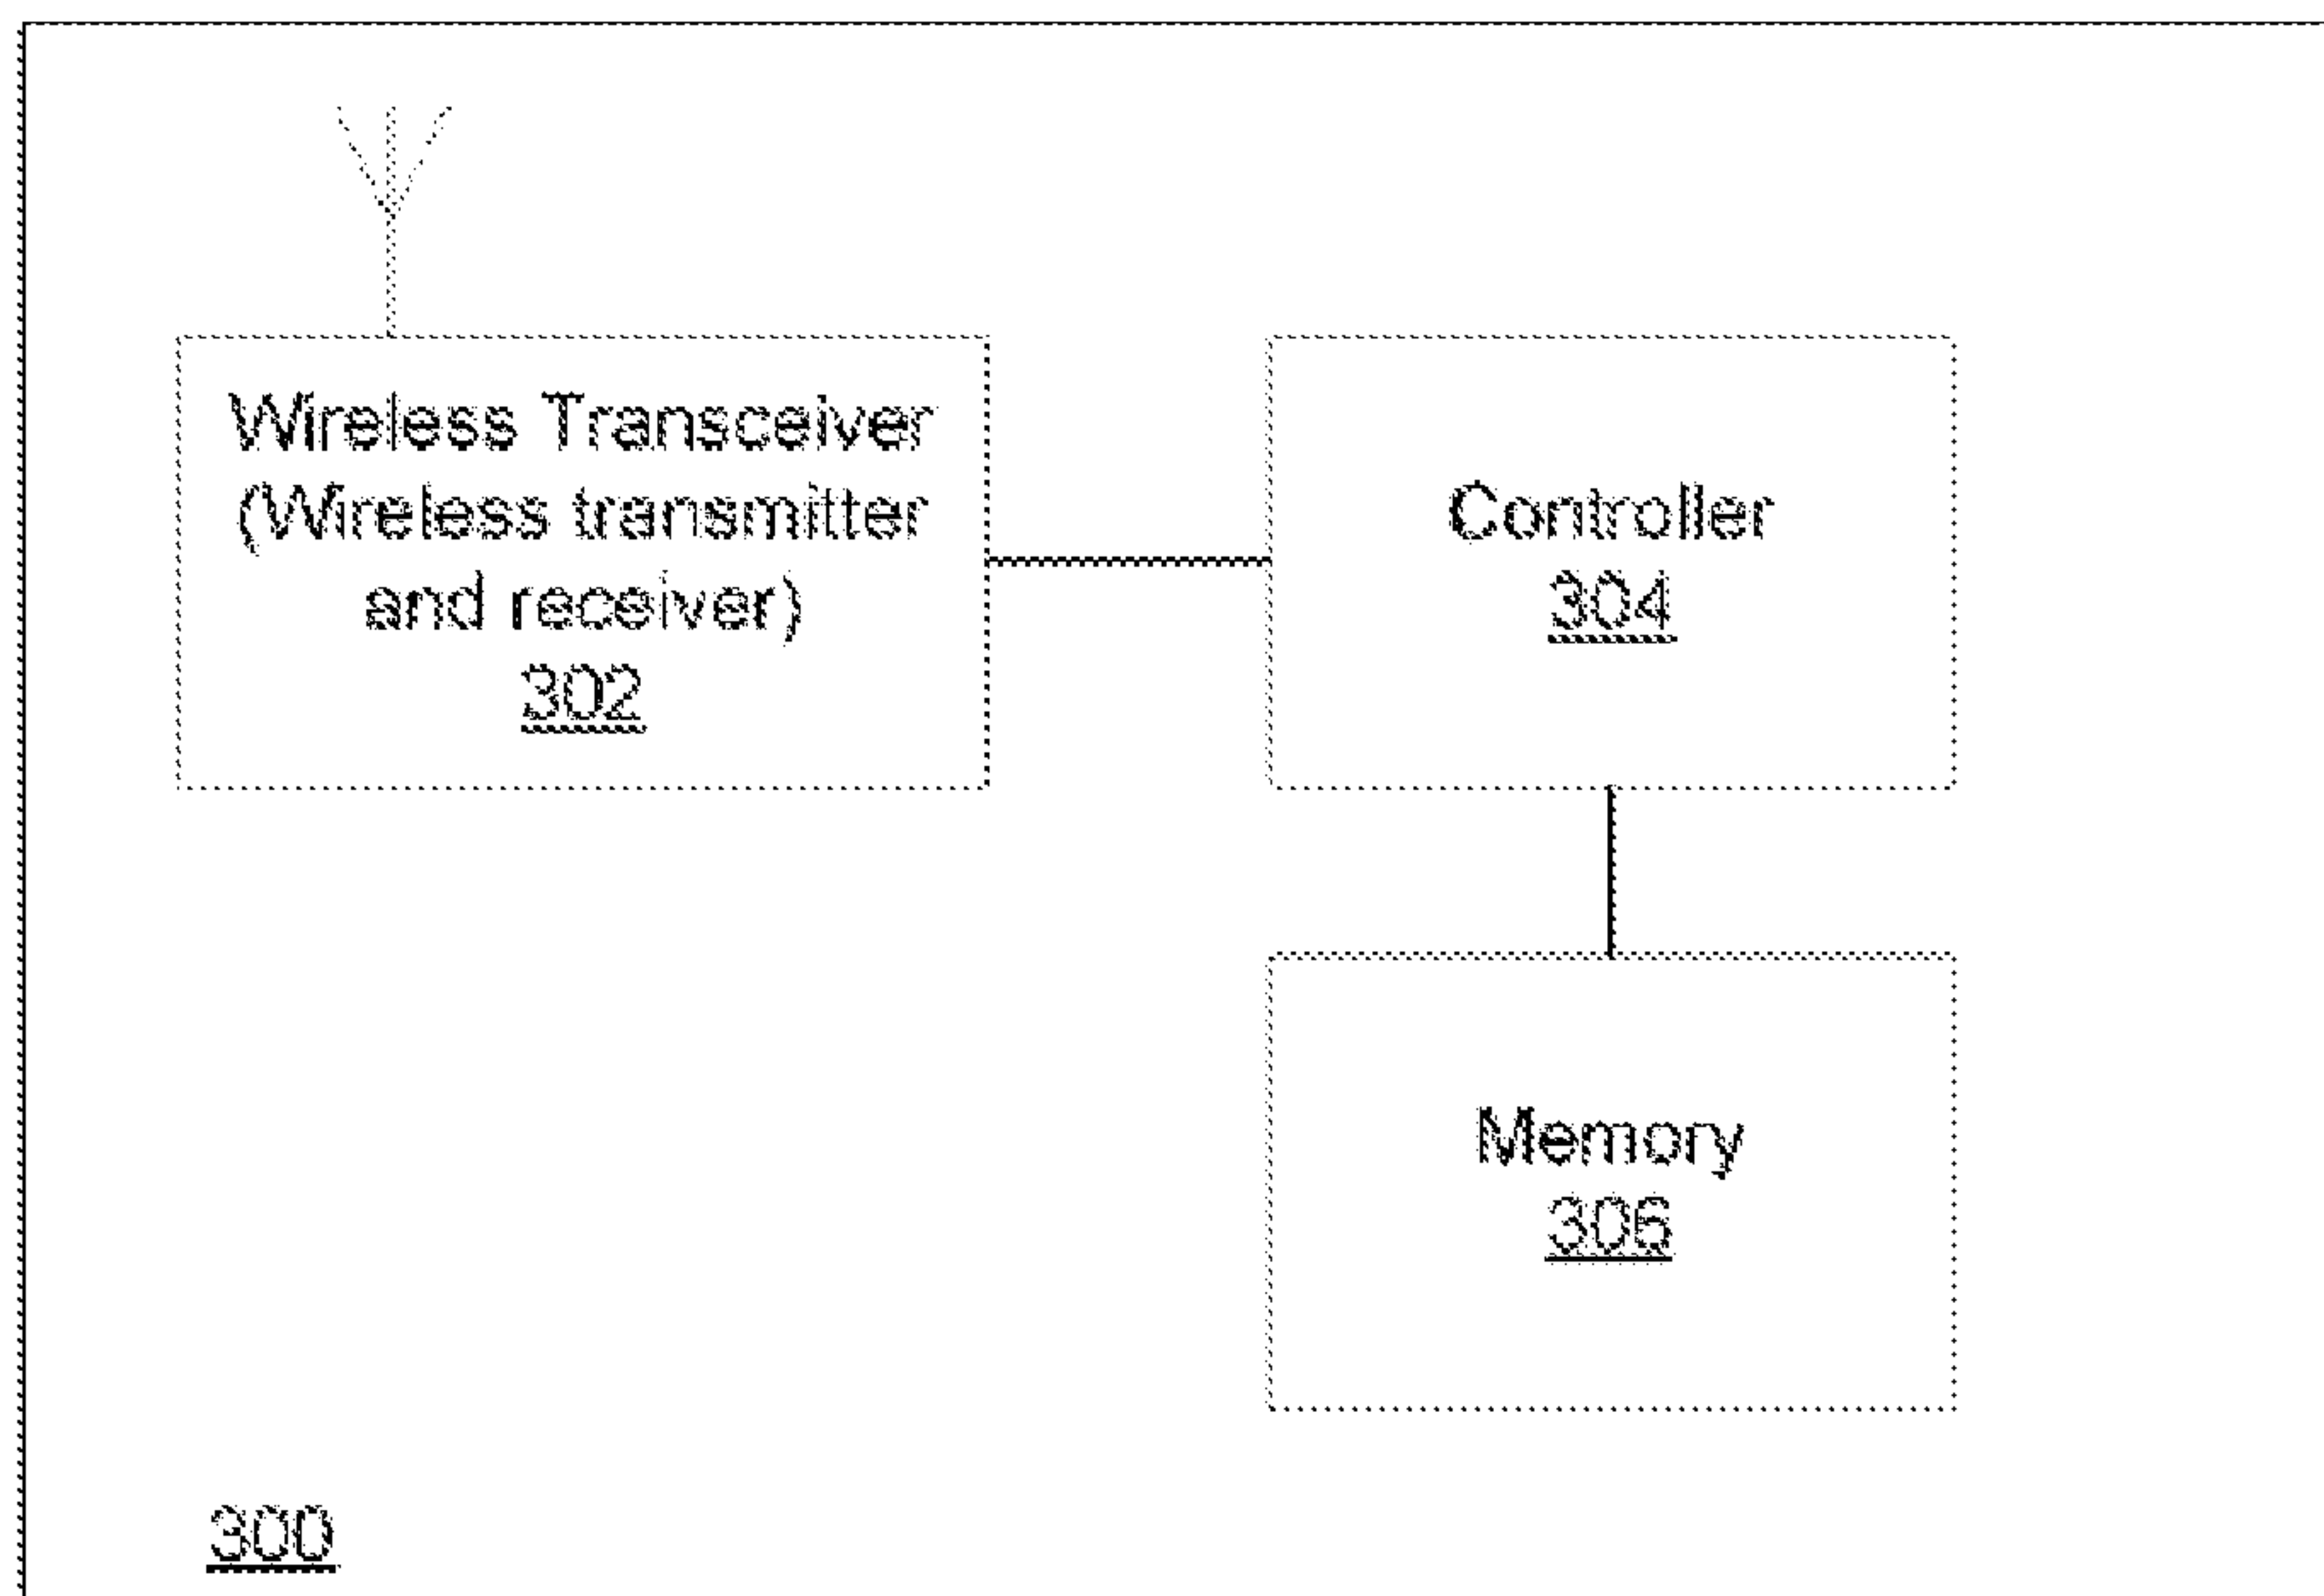 Wireless Transceiver
(Wireless transmitter
and receiver)
302
Controller
304
Memory
306
300